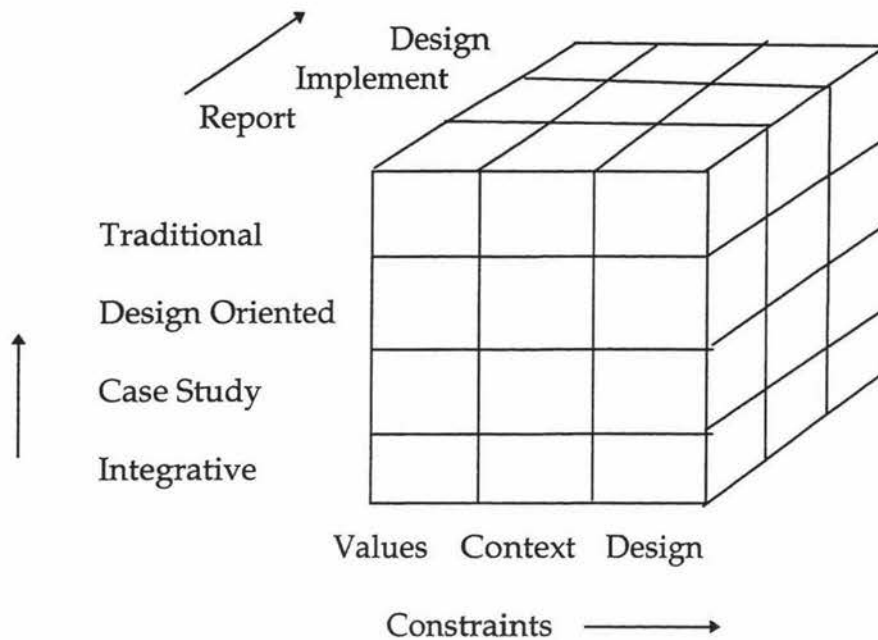 Design
Implement
Report
Traditional
Design Oriented
Case Study
Integrative
Values Context Design
Constraints